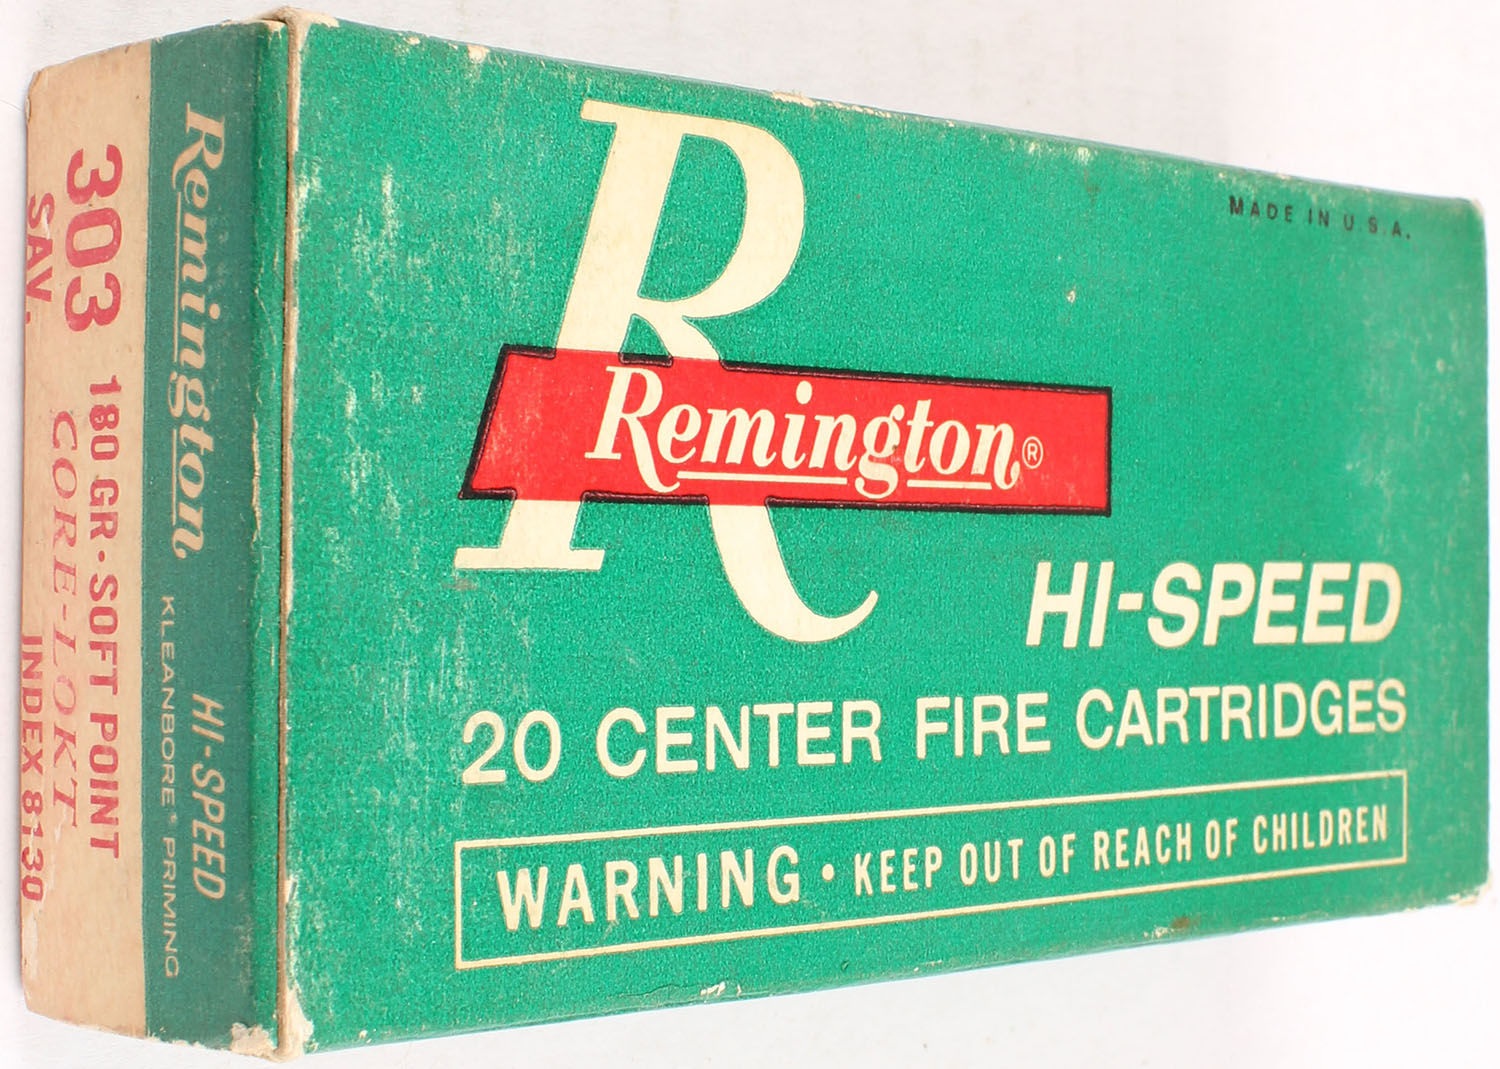 MADE IN U.S.A.
R
Remington®
HI-SPEED
20 CENTER FIRE CARTRIDGES
WARNING • KEEP OUT OF REACH OF CHILDREN
Remington HI-SPEED
KLEANBORE® PRIMING
303 180 GR. • SOFT POINT
SAV. CORE-LOKT
INDEX 8130